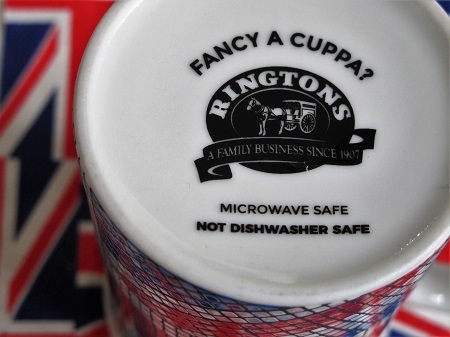 FANCY A CUPPA?
RINGTONS
A FAMILY BUSINESS SINCE 1907
MICROWAVE SAFE
NOT DISHWASHER SAFE